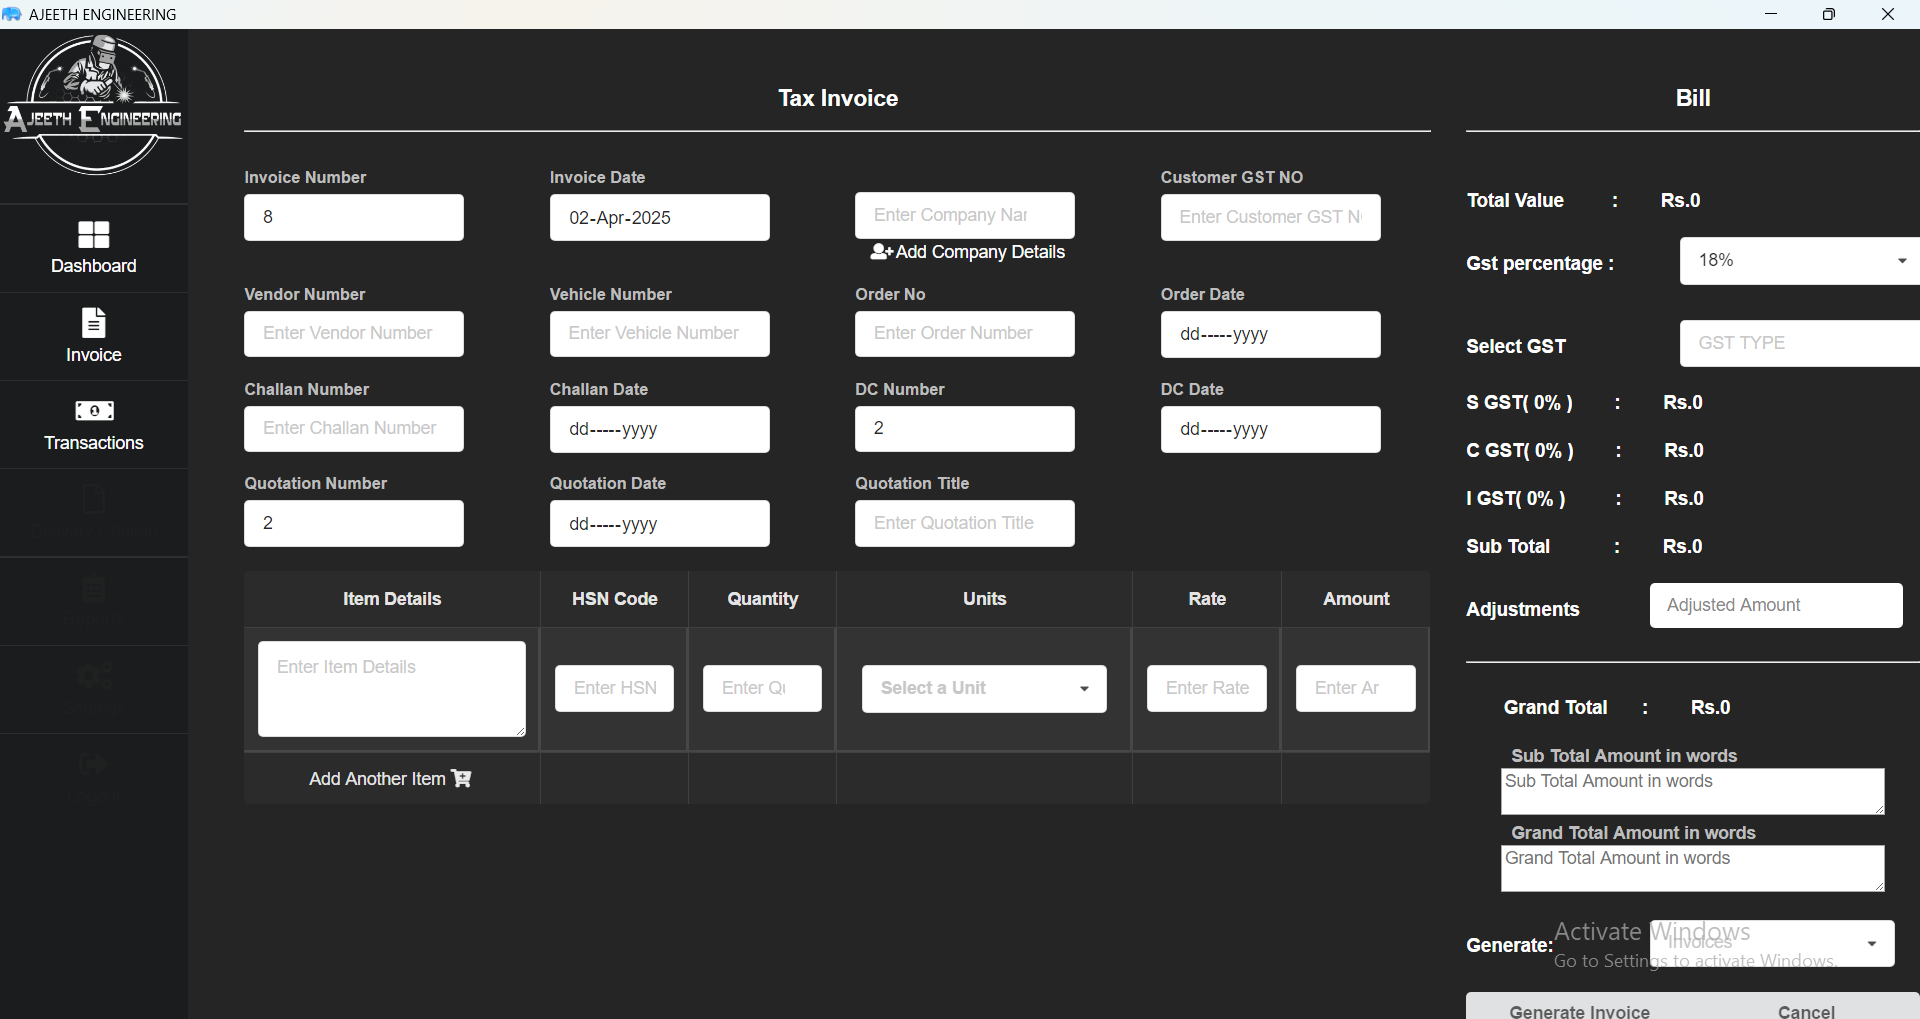 AJEETH ENGINEERING
AJEETH ENGINEERING
Dashboard
Invoice
Transactions
Tax Invoice
Invoice Number
8
Invoice Date
02-Apr-2025
Enter Company Nar
Add Company Details
Customer GST NO
Enter Customer GST N
Vendor Number
Enter Vendor Number
Vehicle Number
Enter Vehicle Number
Order No
Enter Order Number
Order Date
dd-----yyyy
Challan Number
Enter Challan Number
Challan Date
dd-----yyyy
DC Number
2
DC Date
dd-----yyyy
Quotation Number
2
Quotation Date
dd-----yyyy
Quotation Title
Enter Quotation Title
Item Details HSN Code Quantity Units Rate Amount
Enter Item Details
Enter HSN
Enter Qu
Select a Unit
Enter Rate
Enter Ar
Add Another Item
Bill
Total Value : Rs.0
Gst percentage : 18%
Select GST GST TYPE
S GST( 0% ) : Rs.0
C GST( 0% ) : Rs.0
I GST( 0% ) : Rs.0
Sub Total : Rs.0
Adjustments Adjusted Amount
Grand Total : Rs.0
Sub Total Amount in words
Sub Total Amount in words
Grand Total Amount in words
Grand Total Amount in words
Generate: Invoices
Activate Windows
Go to Settings to activate Windows.
Generate Invoice Cancel